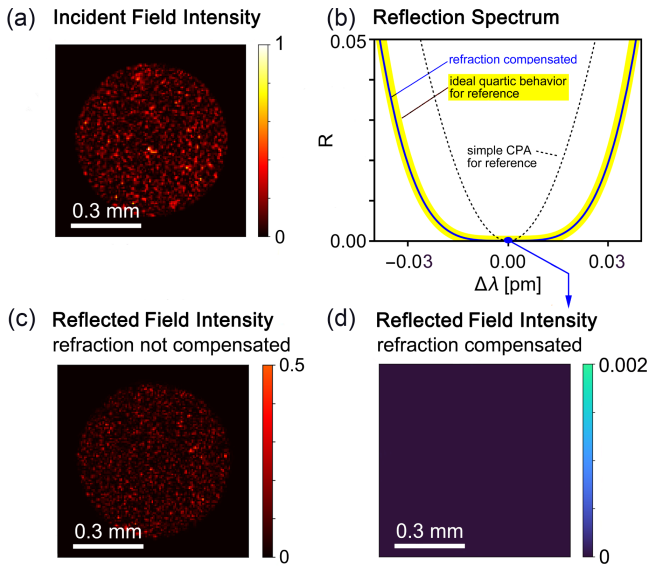 (a) Incident Field Intensity
1
0.3 mm
0
(b) Reflection Spectrum
0.05
refraction compensated
ideal quartic behavior
for reference
R
simple CPA
for reference
0.00
−0.03 0.00 0.03
Δλ [pm]
(c) Reflected Field Intensity
refraction not compensated
0.5
0.3 mm
0
(d) Reflected Field Intensity
refraction compensated
0.002
0.3 mm
0